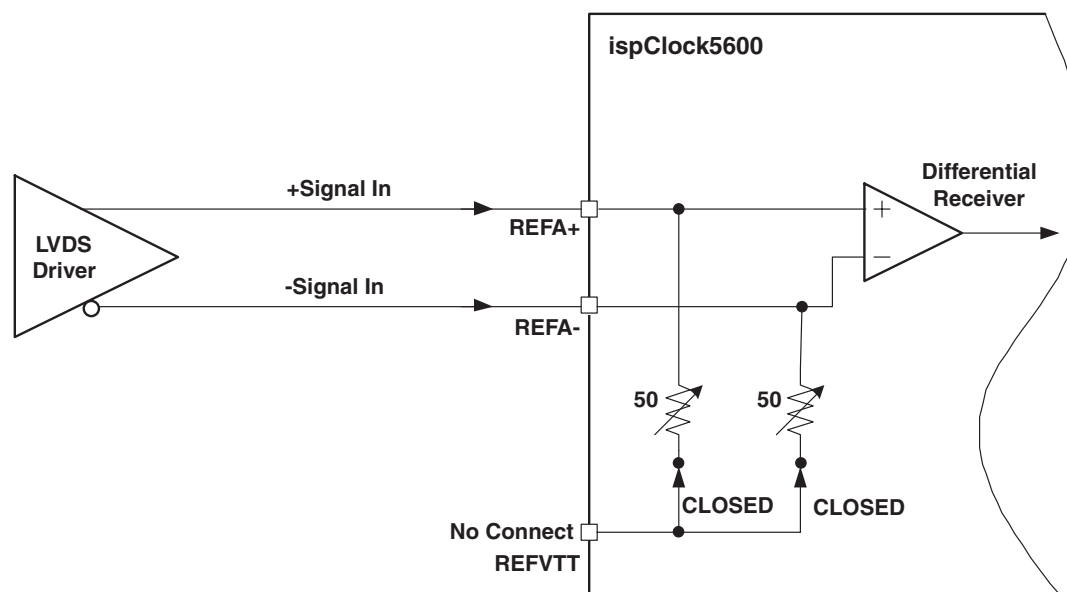 ispClock5600
Differential
Receiver
+Signal In
REFA+
+
−
LVDS
Driver
-Signal In
REFA-
50
50
CLOSED
CLOSED
No Connect
REFVTT